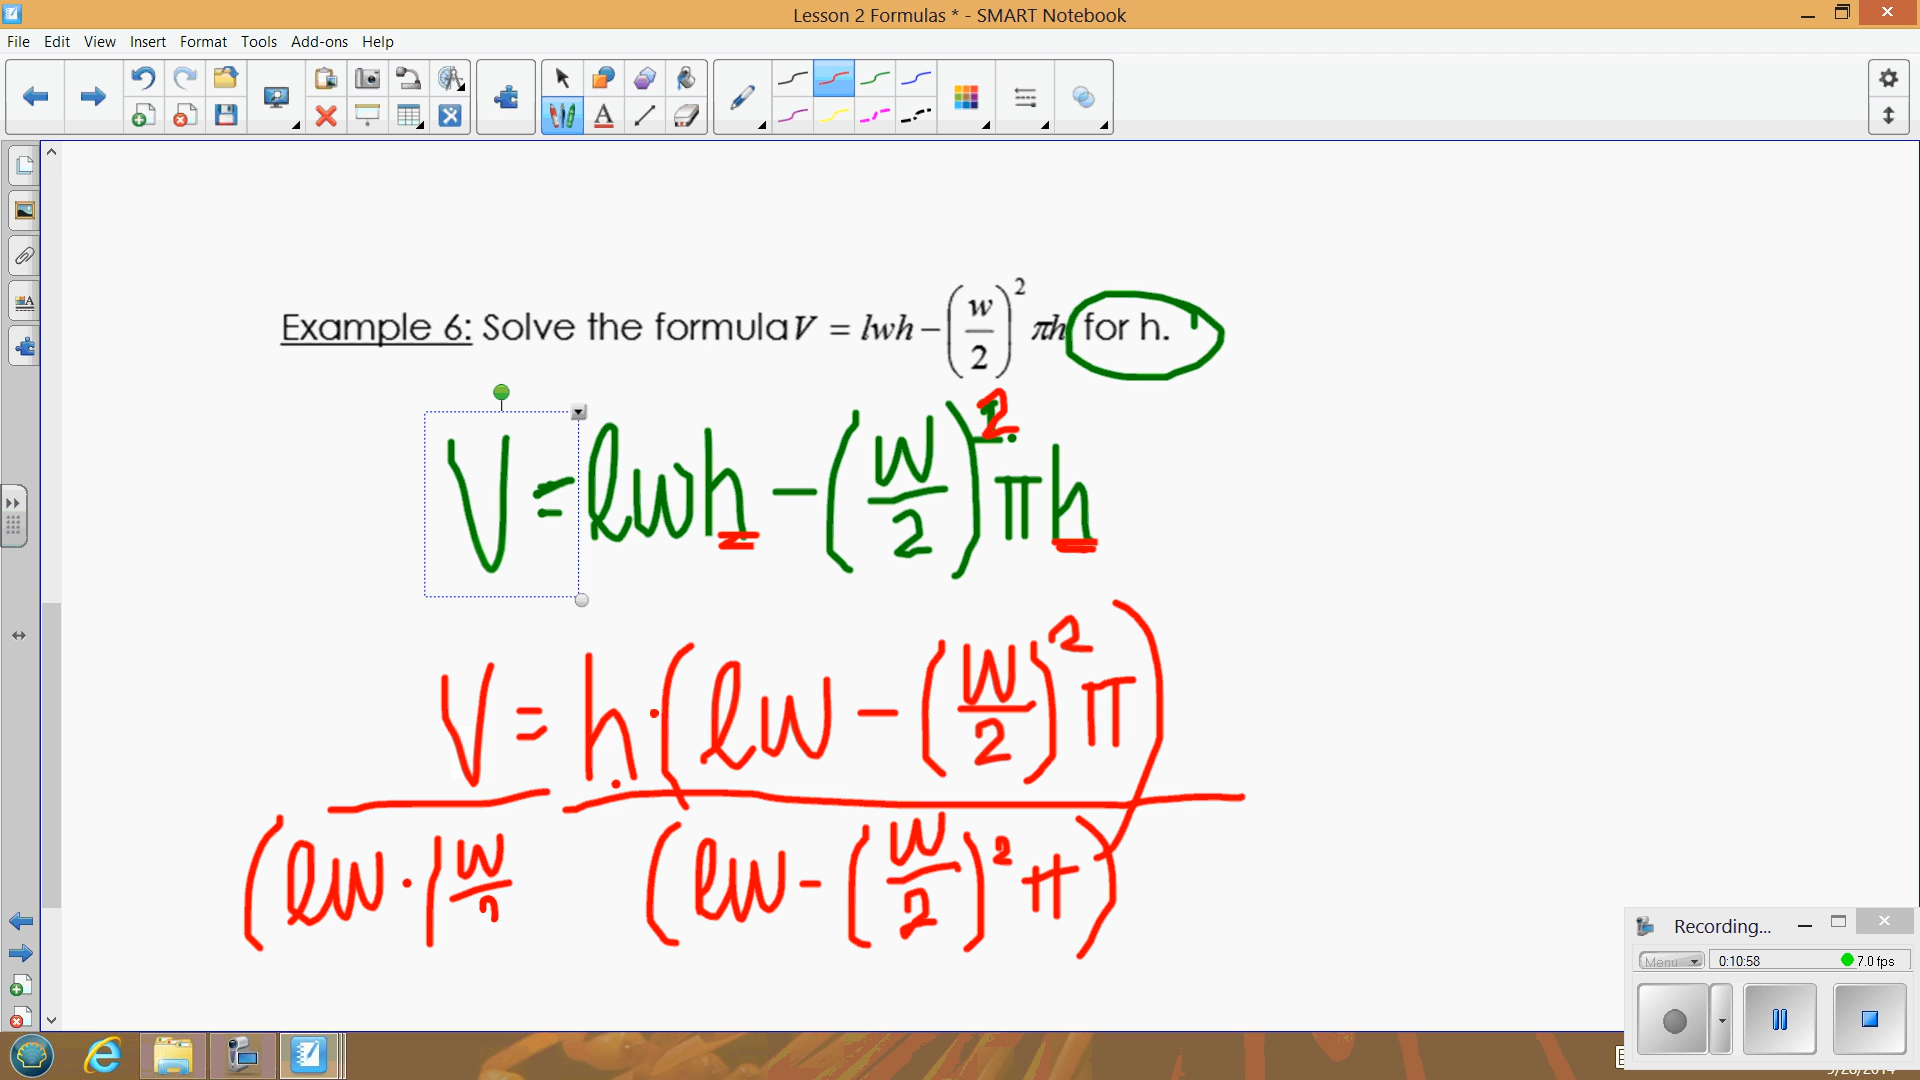 Lesson 2 Formulas * - SMART Notebook
File Edit View Insert Format Tools Add-ons Help
Example 6: Solve the formula V = lwh − (w/2)² πh for h.
V = lwh − (w/2)² πh
V = h · (lw − (w/2)² π)
(lw · (w/2 (lw − (w/2)² π)
Recording...
Menu 0:10:58 7.0 fps